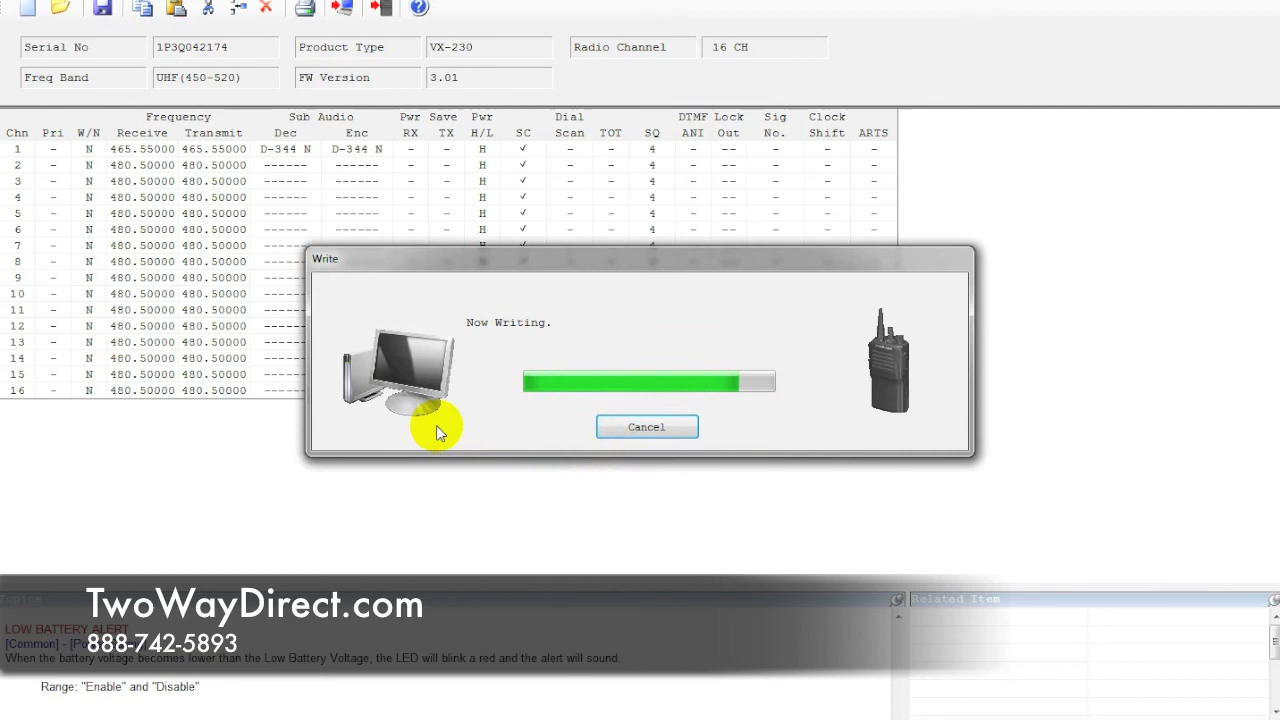 Serial No 1P3Q042174 Product Type VX-230 Radio Channel 16 CH
Freq Band UHF(450-520) FW Version 3.01
Frequency Sub Audio Pwr Save Pwr Dial DTMF Lock Sig Clock
Chn Pri W/N Receive Transmit Dec Enc RX TX H/L SC Scan TOT SQ ANI Out No. Shift ARTS
1 - N 465.55000 465.55000 D-344 N D-344 N - - H ✓ - - 4 - - -- - -
2 - N 480.50000 480.50000 ------ ------ - - H ✓ - - 4 - - -- - -
3 - N 480.50000 480.50000 ------ ------ - - H ✓ - - 4 - - -- - -
4 - N 480.50000 480.50000 ------ ------ - - H ✓ - - 4 - - -- - -
5 - N 480.50000 480.50000 ------ ------ - - H ✓ - - 4 - - -- - -
6 - N 480.50000 480.50000 ------ ------ - - H ✓ - - 4 - - -- - -
7 - N 480.50000 480.50000 ------
8 - N 480.50000 480.50000 ------
9 - N 480.50000 480.50000 ------
10 - N 480.50000 480.50000 ------
11 - N 480.50000 480.50000 ------
12 - N 480.50000 480.50000 ------
13 - N 480.50000 480.50000 ------
14 - N 480.50000 480.50000 ------
15 - N 480.50000 480.50000 ------
16 - N 480.50000 480.50000 ------
Write
Now Writing.
Cancel
TwoWayDirect.com
888-742-5893
Topics
Related Item
LOW BATTERY ALERT
[Common] - [
When the battery voltage becomes lower than the Low Battery Voltage, the LED will blink a red and the alert will sound.
Range: "Enable" and "Disable"